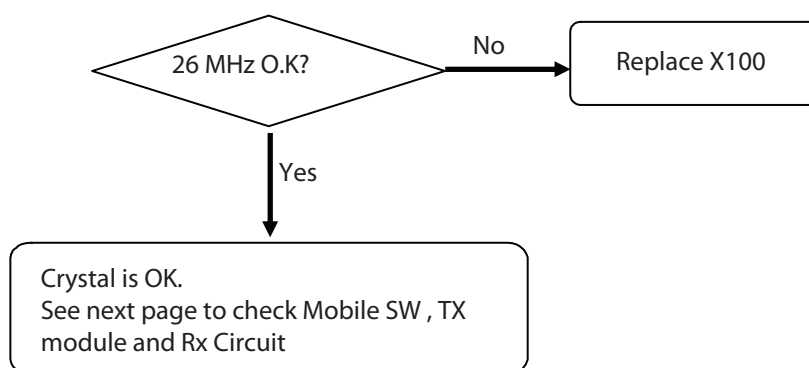 26 MHz O.K?
No
Replace X100
Yes
Crystal is OK.
See next page to check Mobile SW , TX
module and Rx Circuit